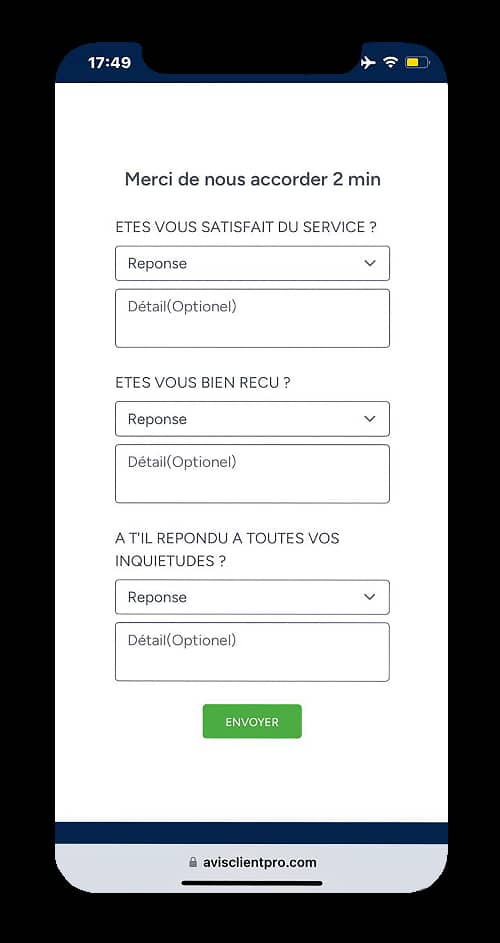 17:49
Merci de nous accorder 2 min
ETES VOUS SATISFAIT DU SERVICE ?
Reponse
Détail(Optionel)
ETES VOUS BIEN RECU ?
Reponse
Détail(Optionel)
A T'IL REPONDU A TOUTES VOS
INQUIETUDES ?
Reponse
Détail(Optionel)
ENVOYER
avisclientpro.com